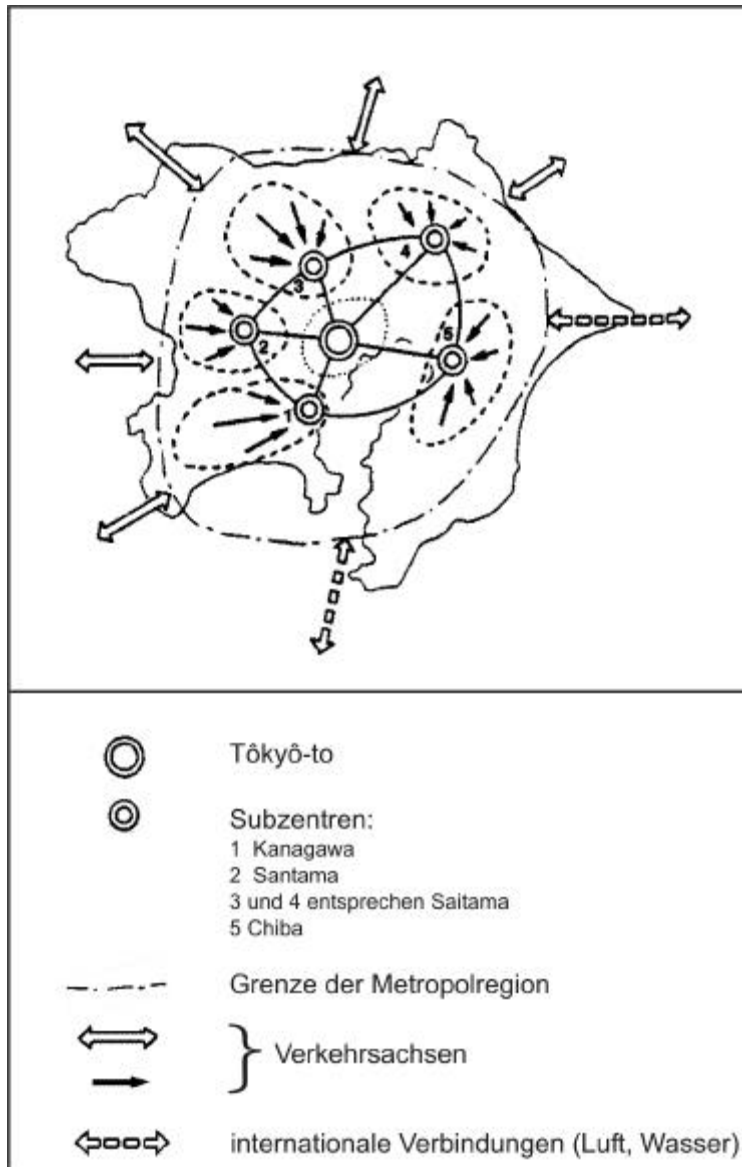 4
3
5
2
1
Tôkyô-to
Subzentren:
1 Kanagawa
2 Santama
3 und 4 entsprechen Saitama
5 Chiba
Grenze der Metropolregion
Verkehrsachsen
internationale Verbindungen (Luft, Wasser)